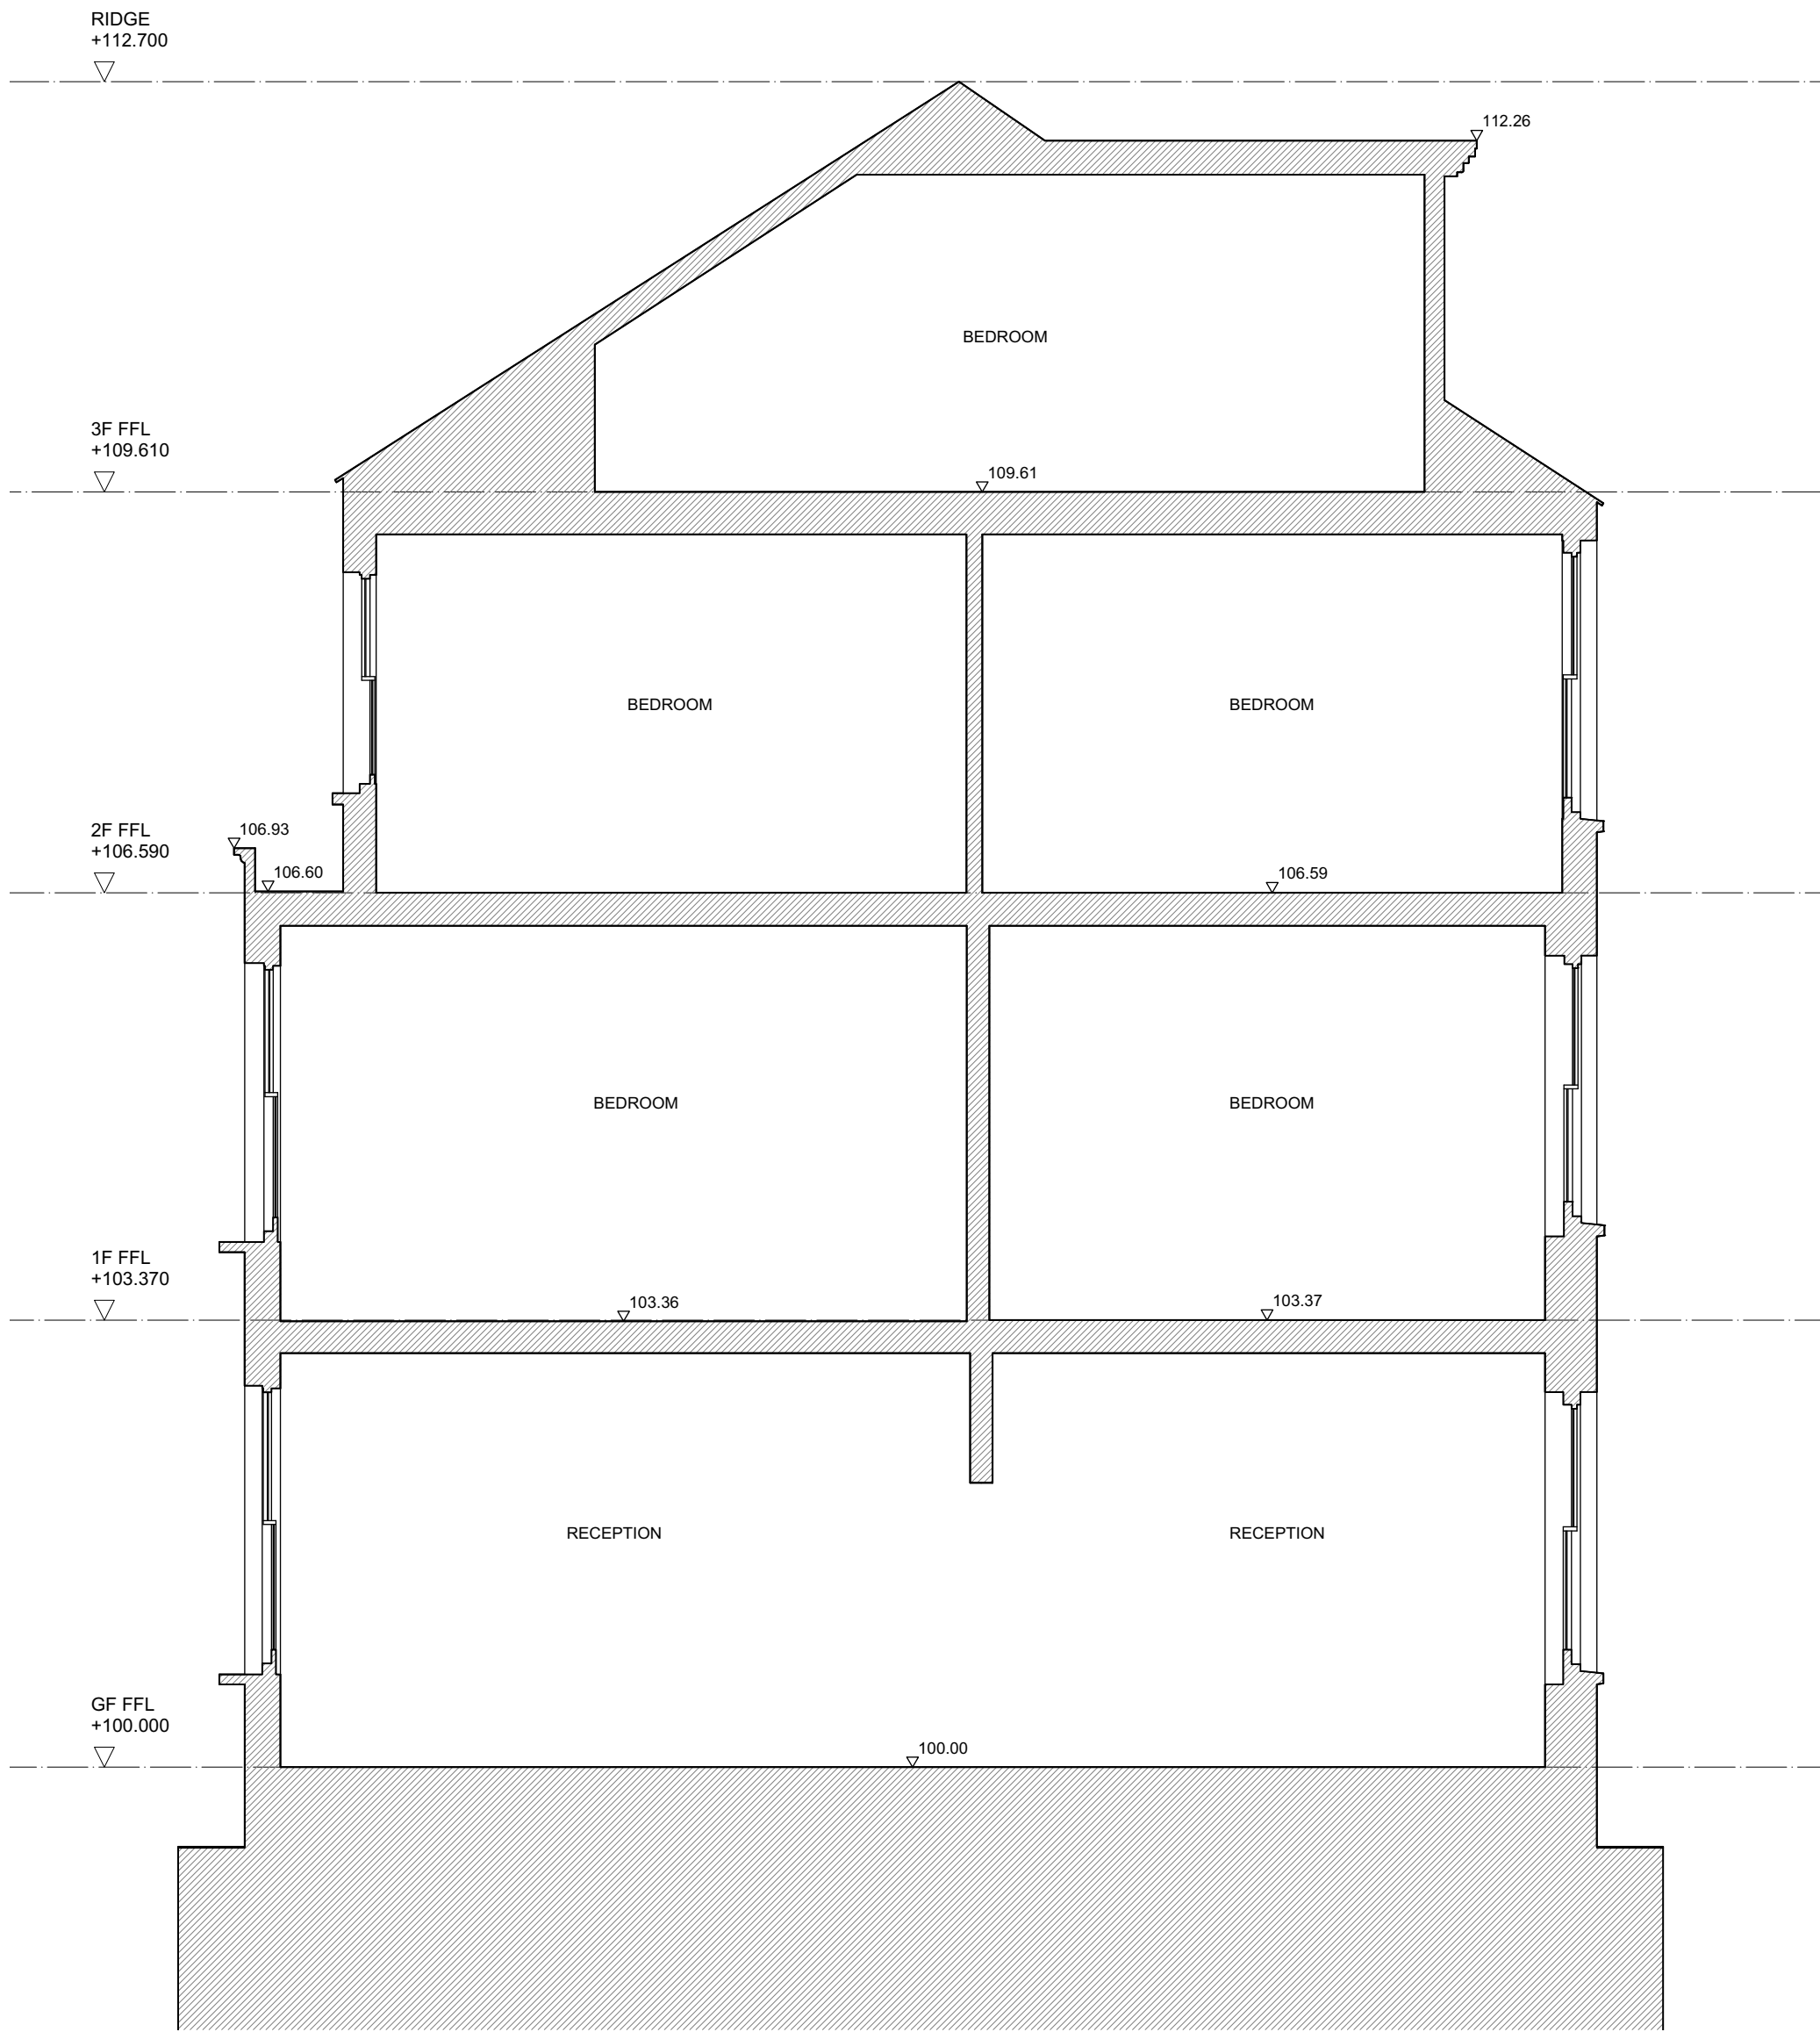 RIDGE
+112.700
112.26
BEDROOM
3F FFL
+109.610
109.61
BEDROOM
BEDROOM
2F FFL
+106.590
106.93
106.60
106.59
BEDROOM
BEDROOM
1F FFL
+103.370
103.36
103.37
RECEPTION
RECEPTION
GF FFL
+100.000
100.00